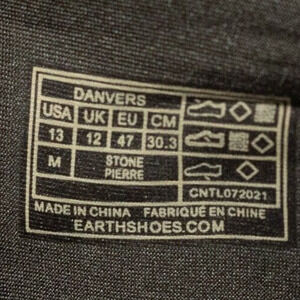 DANVERS
USA UK EU CM
13 12 47 30.3
M STONE
PIERRE
CNTL072021
MADE IN CHINA FABRIQUÉ EN CHINE
EARTHSHOES.COM